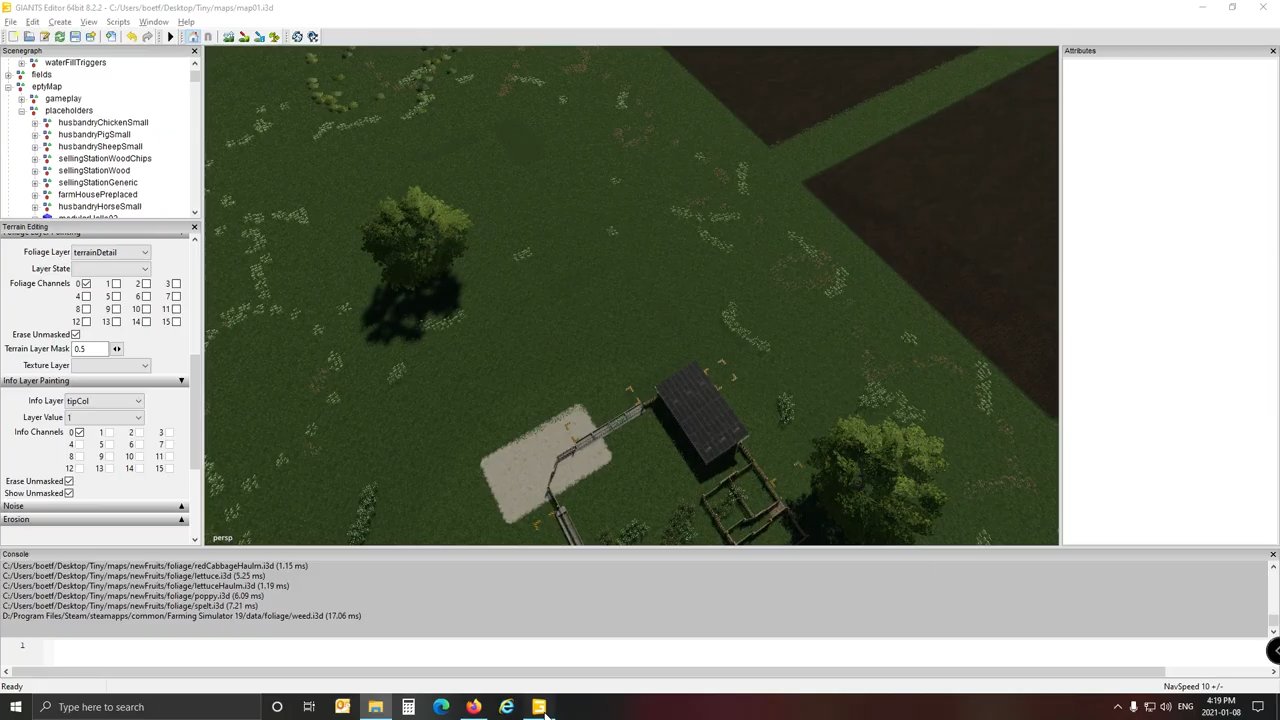 GIANTS Editor 64bit 8.2.2 - C:/Users/boetf/Desktop/Tiny/maps/map01.i3d
File Edit Create View Scripts Window Help
Scenegraph
waterFillTriggers
fields
eptyMap
gameplay
placeholders
husbandryChickenSmall
husbandryPigSmall
husbandrySheepSmall
sellingStationWoodChips
sellingStationWood
sellingStationGeneric
farmHousePreplaced
husbandryHorseSmall
Terrain Editing
Foliage Layer terrainDetail
Layer State
Foliage Channels 0 1 2 3
4 5 6 7
8 9 10 11
12 13 14 15
Erase Unmasked
Terrain Layer Mask 0.5
Texture Layer
Info Layer Painting
Info Layer tipCol
Layer Value 1
Info Channels 0 1 2 3
4 5 6 7
8 9 10 11
12 13 14 15
Erase Unmasked
Show Unmasked
Noise
Erosion
persp
Attributes
Console
C:/Users/boetf/Desktop/Tiny/maps/newFruits/foliage/redCabbageHaulm.i3d (1.15 ms)
C:/Users/boetf/Desktop/Tiny/maps/newFruits/foliage/lettuce.i3d (5.25 ms)
C:/Users/boetf/Desktop/Tiny/maps/newFruits/foliage/lettuceHaulm.i3d (1.19 ms)
C:/Users/boetf/Desktop/Tiny/maps/newFruits/foliage/poppy.i3d (6.09 ms)
C:/Users/boetf/Desktop/Tiny/maps/newFruits/foliage/spelt.i3d (7.21 ms)
D:/Program Files/Steam/steamapps/common/Farming Simulator 19/data/foliage/weed.i3d (17.06 ms)
1
Ready
NavSpeed 10 +/-
Type here to search
ENG
4:19 PM
2021-01-08